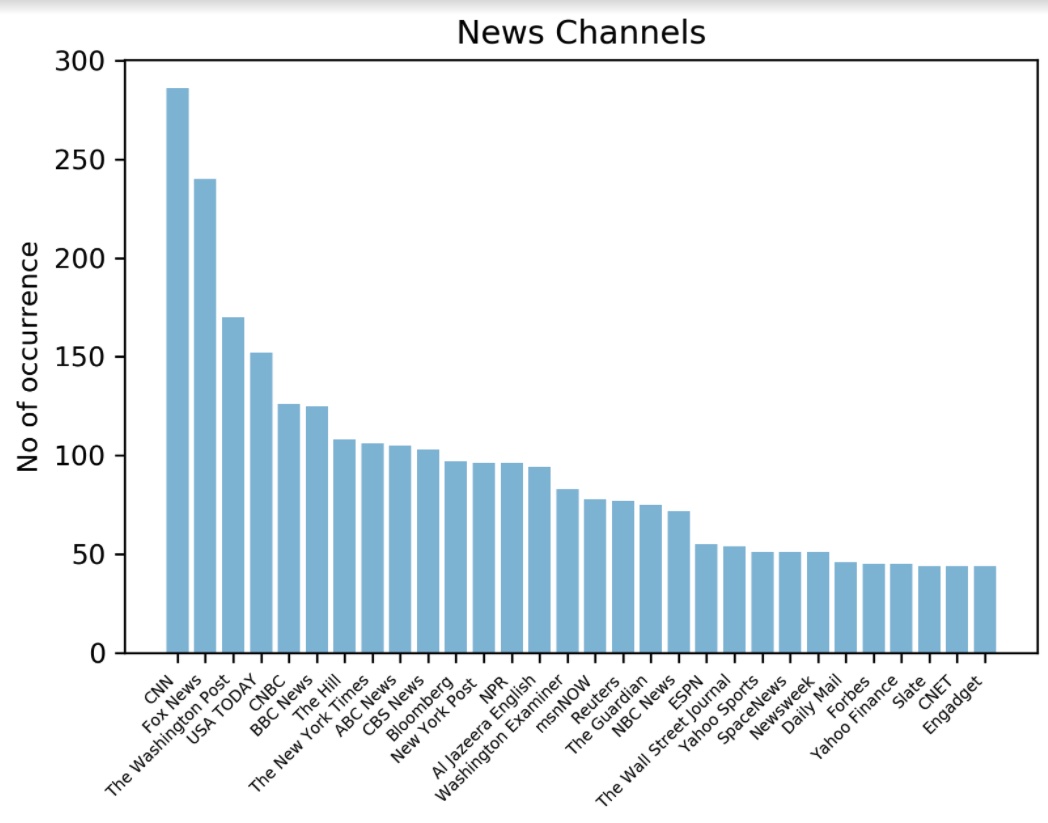 News Channels
300
250
200
150
100
50
0
No of occurrence
CNN
Fox News
The Washington Post
USA TODAY
CNBC
BBC News
The Hill
The New York Times
ABC News
CBS News
Bloomberg
New York Post
NPR
Al Jazeera English
Washington Examiner
msnNOW
Reuters
The Guardian
NBC News
ESPN
The Wall Street Journal
Yahoo Sports
SpaceNews
Newsweek
Daily Mail
Forbes
Yahoo Finance
Slate
CNET
Engadget